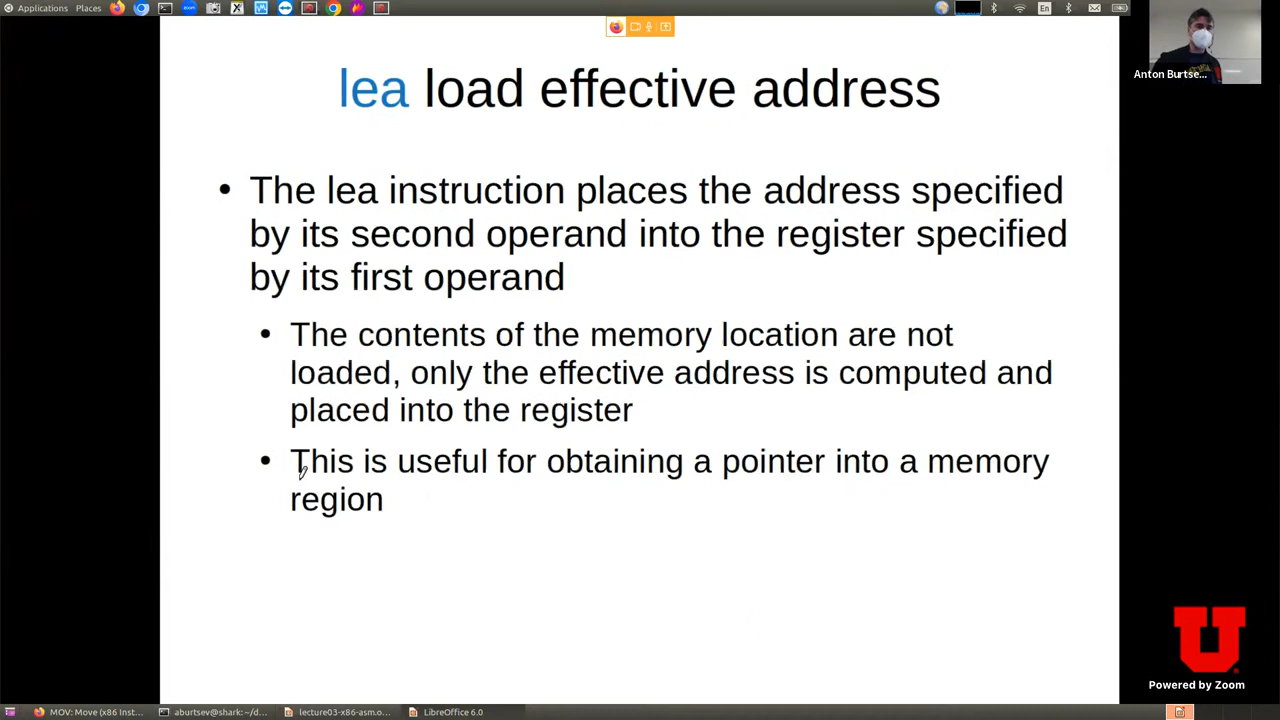 Applications Places
En
Anton Burtse...
lea load effective address
• The lea instruction places the address specified
by its second operand into the register specified
by its first operand
• The contents of the memory location are not
loaded, only the effective address is computed and
placed into the register
• This is useful for obtaining a pointer into a memory
region
U
Powered by Zoom
MOV: Move (x86 Inst... aburtsev@shark: ~/d... lecture03-x86-asm.o... LibreOffice 6.0